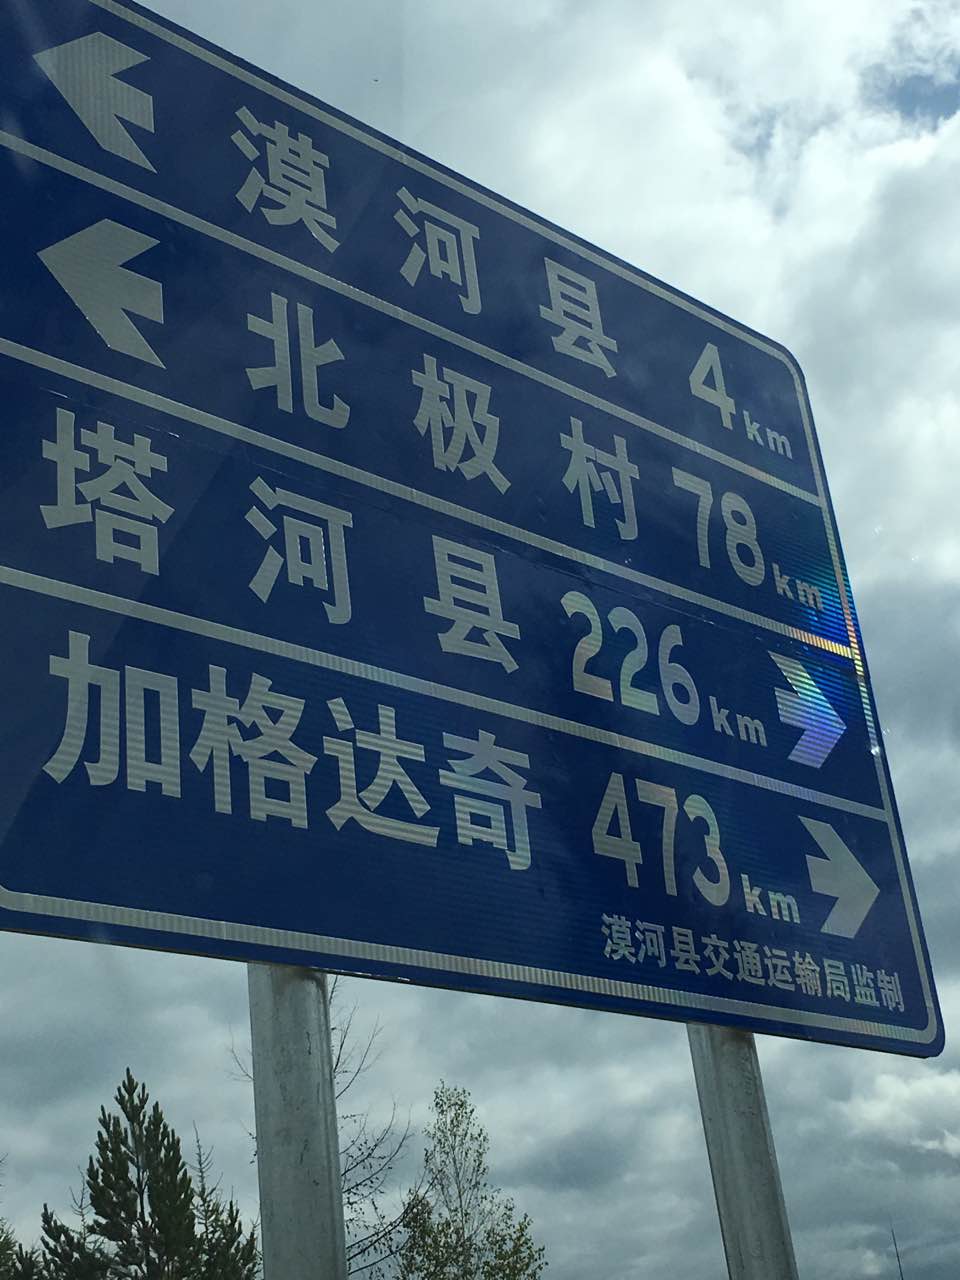 漠河县 4km
北极村 78km
塔河县 226km
加格达奇 473km
漠河县交通运输局监制